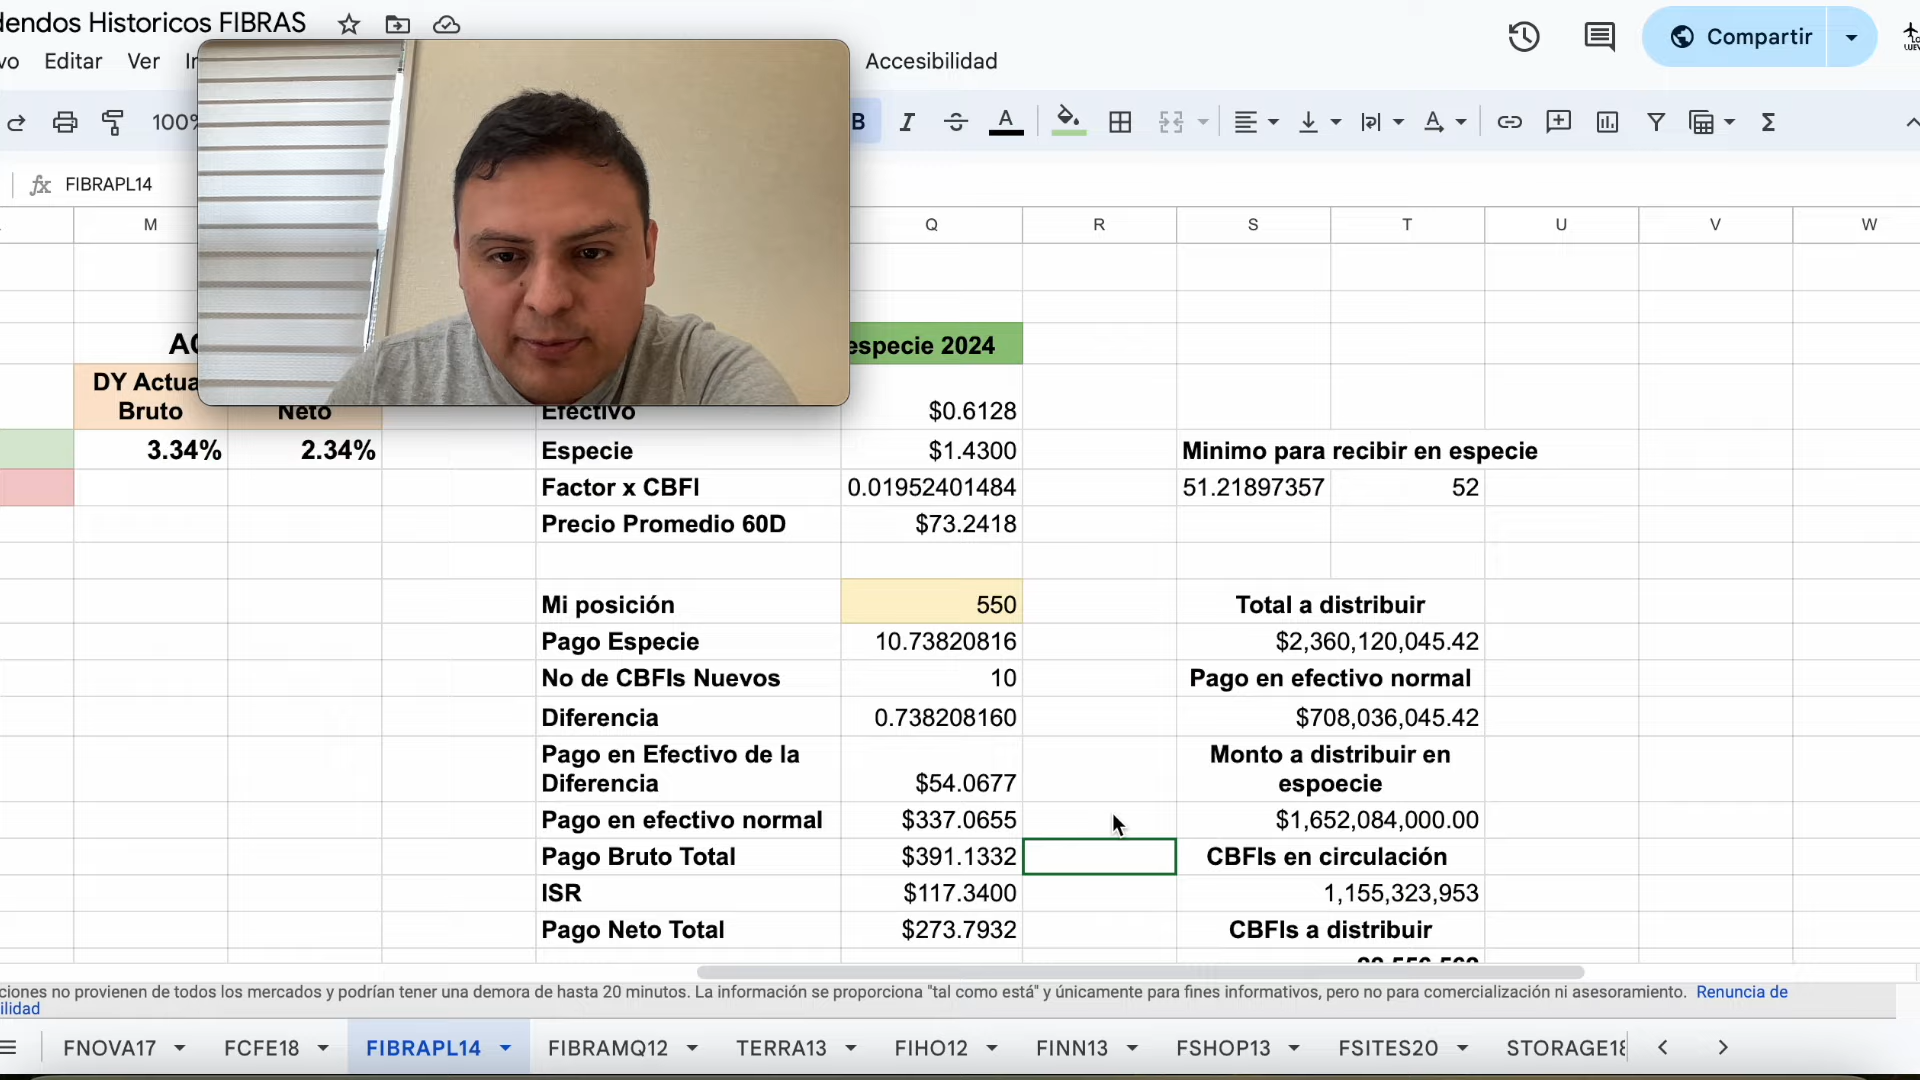 dendos Historicos FIBRAS
vo Editar Ver Accesibilidad
Compartir
100%
B
fx FIBRAPL14
M Q R S T U V W
especie 2024
DY Actua
Bruto Neto Efectivo $0.6128
3.34% 2.34% Especie $1.4300 Minimo para recibir en especie
Factor x CBFI 0.01952401484 51.21897357 52
Precio Promedio 60D $73.2418
Mi posición 550 Total a distribuir
Pago Especie 10.73820816 $2,360,120,045.42
No de CBFIs Nuevos 10 Pago en efectivo normal
Diferencia 0.738208160 $708,036,045.42
Pago en Efectivo de la Monto a distribuir en
Diferencia $54.0677 espoecie
Pago en efectivo normal $337.0655 $1,652,084,000.00
Pago Bruto Total $391.1332 CBFIs en circulación
ISR $117.3400 1,155,323,953
Pago Neto Total $273.7932 CBFIs a distribuir
ciones no provienen de todos los mercados y podrían tener una demora de hasta 20 minutos. La información se proporciona "tal como está" y únicamente para fines informativos, pero no para comercialización ni asesoramiento. Renuncia de
ilidad
FNOVA17 FCFE18 FIBRAPL14 FIBRAMQ12 TERRA13 FIHO12 FINN13 FSHOP13 FSITES20 STORAGE18